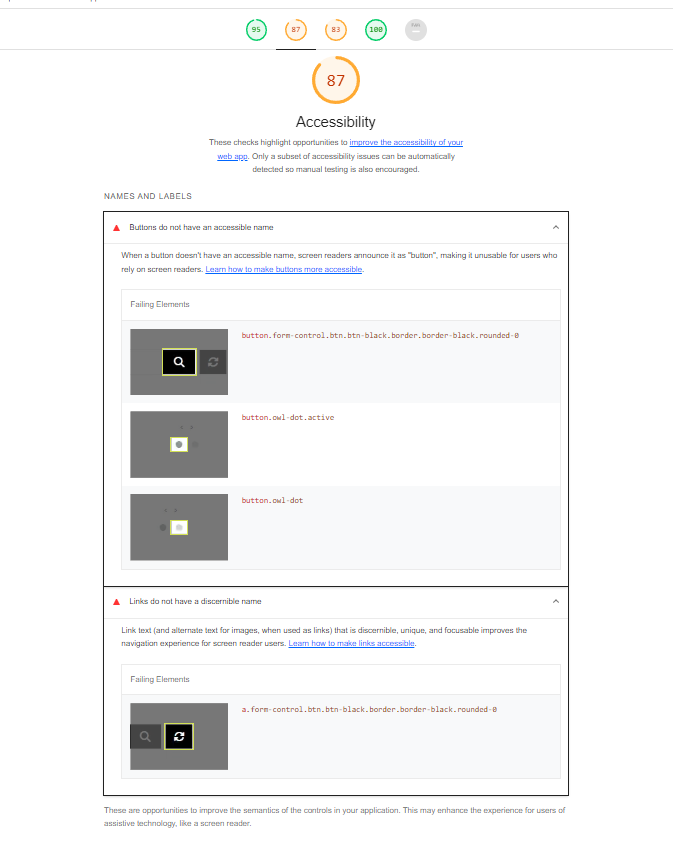 95 87 83 100
87
Accessibility
These checks highlight opportunities to improve the accessibility of your
web app. Only a subset of accessibility issues can be automatically
detected so manual testing is also encouraged.
NAMES AND LABELS
Buttons do not have an accessible name
When a button doesn't have an accessible name, screen readers announce it as "button", making it unusable for users who
rely on screen readers. Learn how to make buttons more accessible.
Failing Elements
button.form-control.btn.btn-black.border.border-black.rounded-0
button.owl-dot.active
button.owl-dot
Links do not have a discernible name
Link text (and alternate text for images, when used as links) that is discernible, unique, and focusable improves the
navigation experience for screen reader users. Learn how to make links accessible.
Failing Elements
a.form-control.btn.btn-black.border.border-black.rounded-0
These are opportunities to improve the semantics of the controls in your application. This may enhance the experience for users of
assistive technology, like a screen reader.